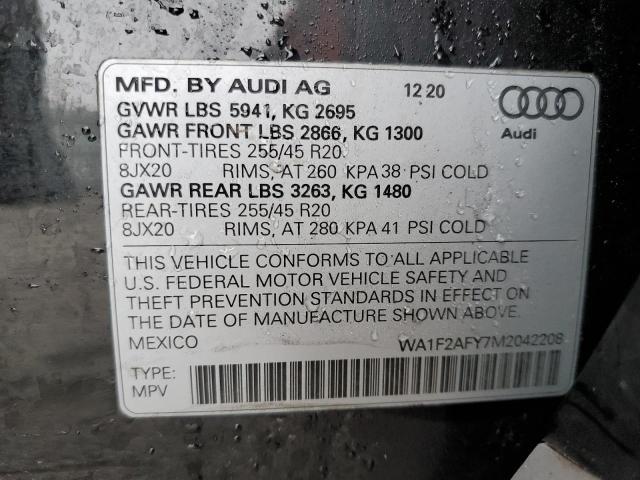 MFD. BY AUDI AG 12 20
GVWR LBS 5941, KG 2695
GAWR FRONT LBS 2866, KG 1300
Audi
FRONT-TIRES 255/45 R20
8JX20 RIMS, AT 260 KPA 38 PSI COLD
GAWR REAR LBS 3263, KG 1480
REAR-TIRES 255/45 R20
8JX20 RIMS, AT 280 KPA 41 PSI COLD
THIS VEHICLE CONFORMS TO ALL APPLICABLE
U.S. FEDERAL MOTOR VEHICLE SAFETY AND
THEFT PREVENTION STANDARDS IN EFFECT ON
THE DATE OF MANUFACTURE SHOWN ABOVE.
MEXICO WA1F2AFY7M2042208
TYPE:
MPV